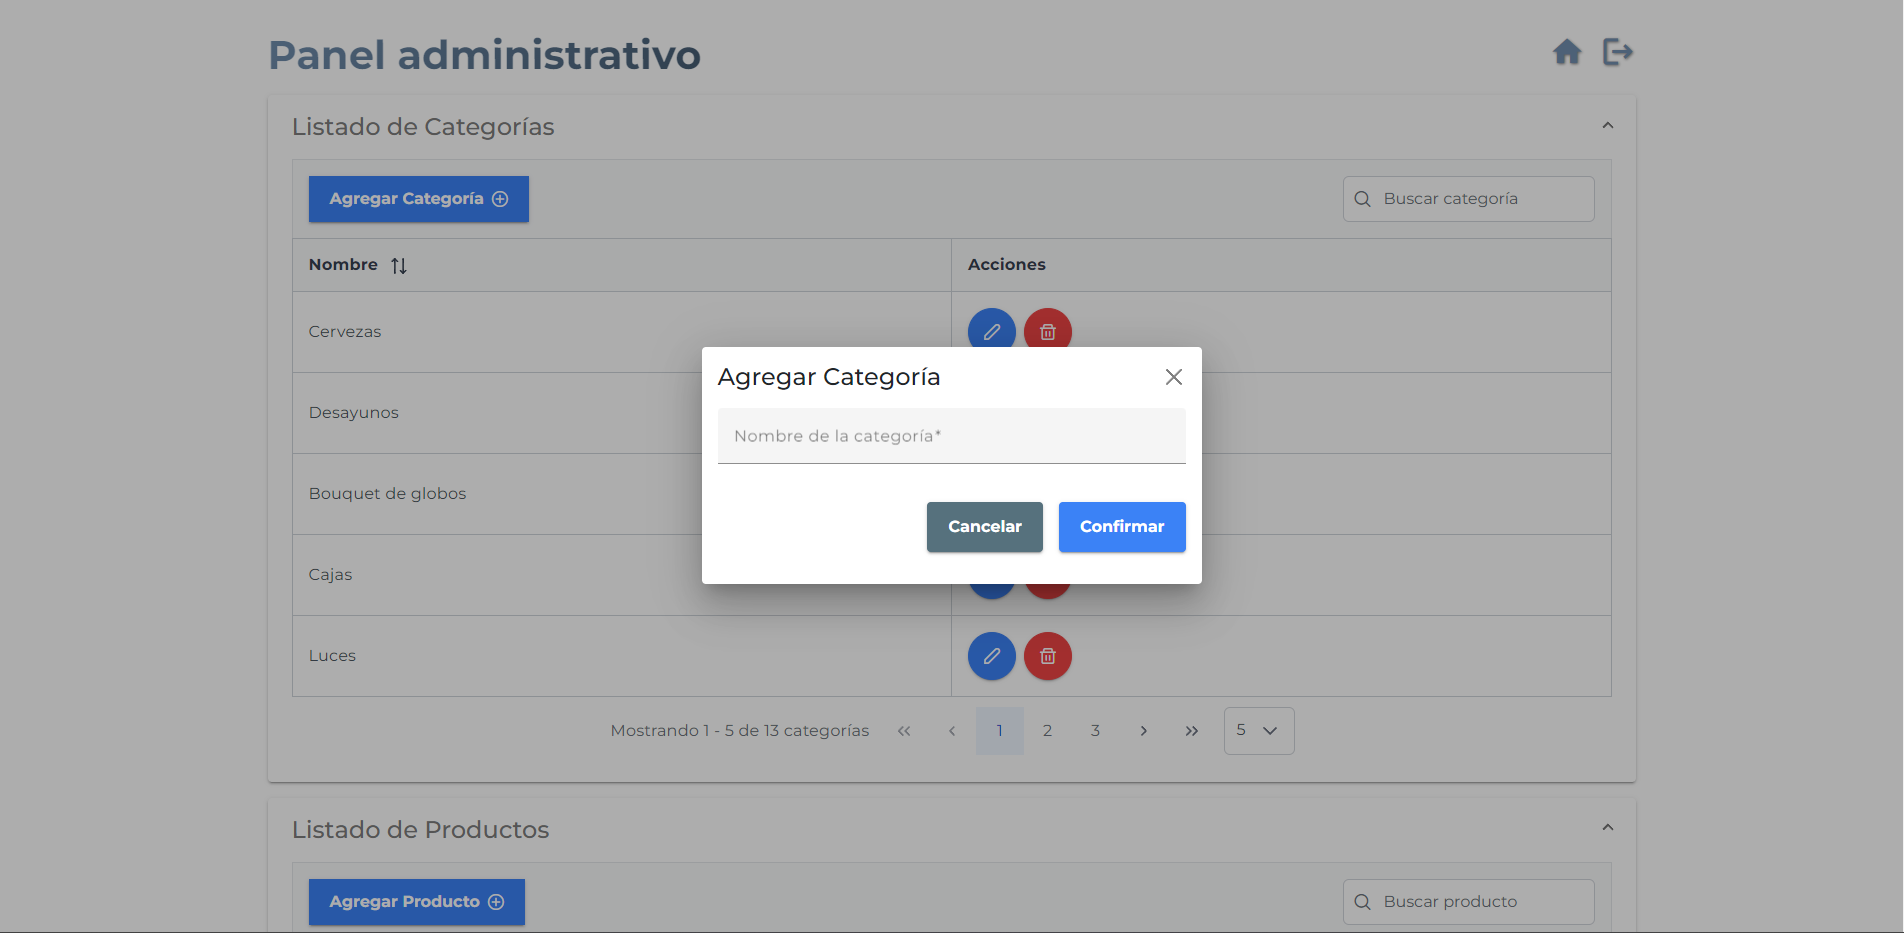 Panel administrativo
Listado de Categorías
Agregar Categoría
Buscar categoría
Nombre
Acciones
Cervezas
Desayunos
Bouquet de globos
Cajas
Luces
Agregar Categoría
Nombre de la categoría*
Cancelar
Confirmar
Mostrando 1 - 5 de 13 categorías
1 2 3
5
Listado de Productos
Agregar Producto
Buscar producto